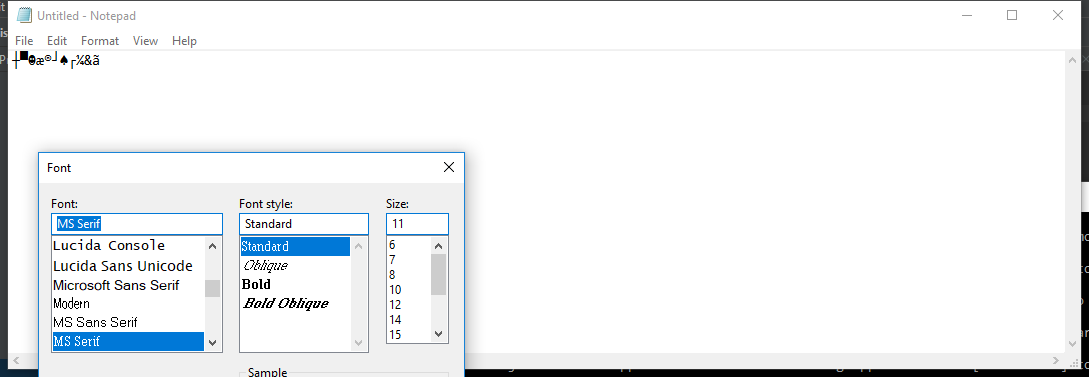 Untitled - Notepad
File Edit Format View Help
┼▀☻æ®┘♠┌¼&ã
Font
Font: Font style: Size:
MS Serif Standard 11
Lucida Console Standard 6
Lucida Sans Unicode Oblique 7
Microsoft Sans Serif Bold 8
Modern Bold Oblique 10
MS Sans Serif 12
MS Serif 14
15
Sample